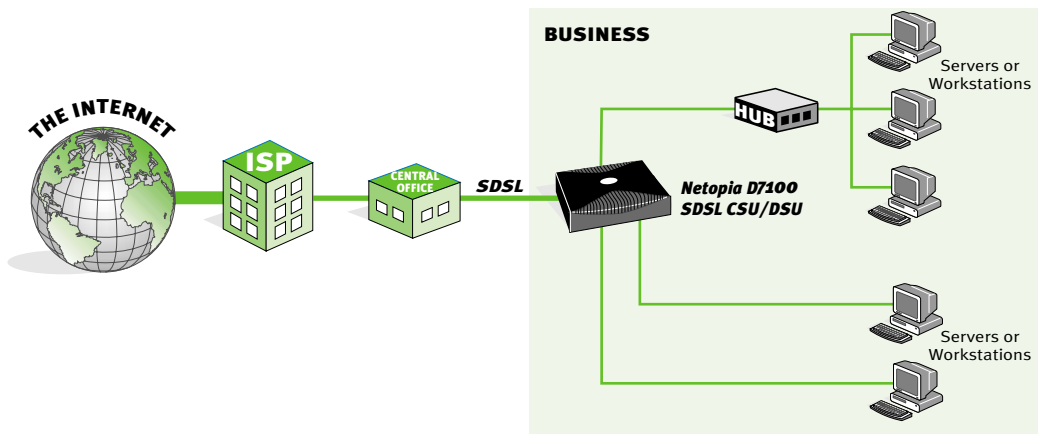 THE INTERNET
ISP
CENTRAL
OFFICE
SDSL
BUSINESS
Netopia D7100
SDSL CSU/DSU
HUB
Servers or
Workstations
Servers or
Workstations